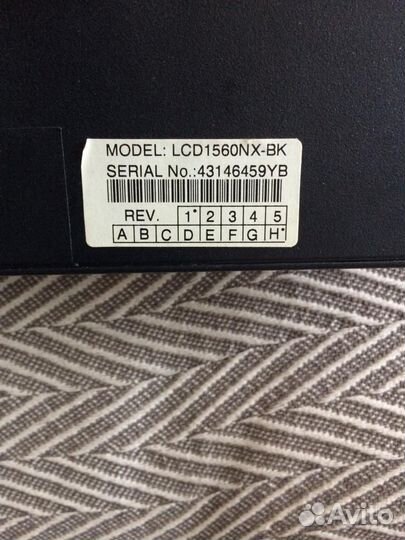 MODEL: LCD1560NX-BK
SERIAL No.:43146459YB
REV. 1* 2 3 4 5
A B C D E F G H*
Avito